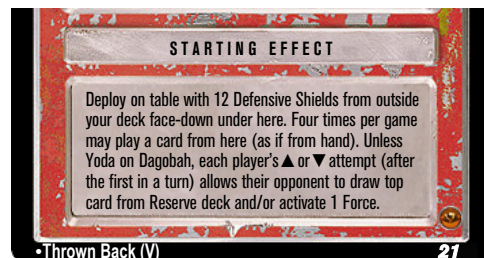 STARTING EFFECT
Deploy on table with 12 Defensive Shields from outside
your deck face-down under here. Four times per game
may play a card from here (as if from hand). Unless
Yoda on Dagobah, each player's ▲ or ▼ attempt (after
the first in a turn) allows their opponent to draw top
card from Reserve deck and/or activate 1 Force.
•Thrown Back (V) 21